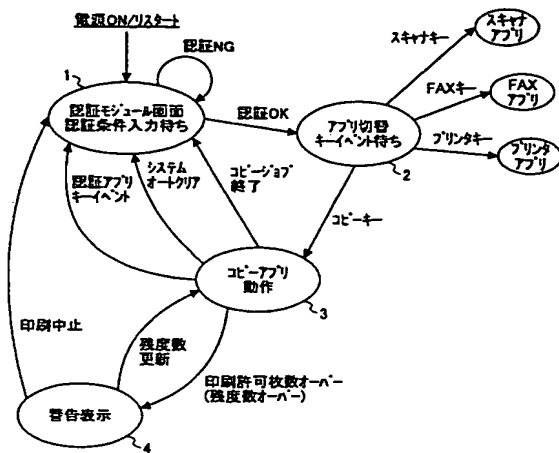 電源ON/リスタート
認証NG
1
認証モジュール画面
認証条件入力待ち
認証OK
スキャナキー
スキャナ
アプリ
FAXキー
FAX
アプリ
プリンタキー
プリンタ
アプリ
アプリ切替
キーイベント待ち
2
認証アプリ
キーイベント
システム
オートクリア
コピージョブ
終了
コピーキー
コピーアプリ
動作
3
印刷中止
残度数
更新
印刷許可枚数オーバー
(残度数オーバー)
警告表示
4